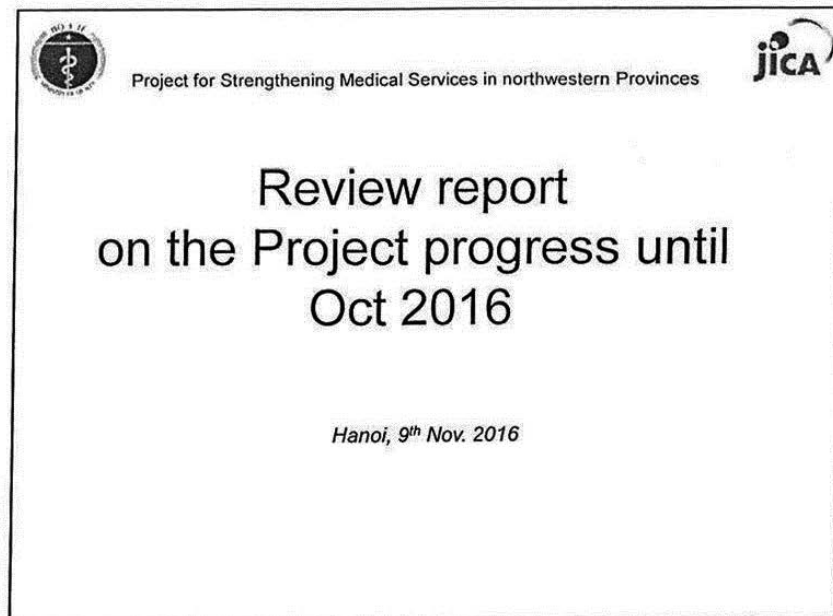 Project for Strengthening Medical Services in northwestern Provinces
jICA
Review report
on the Project progress until
Oct 2016
Hanoi, 9th Nov. 2016